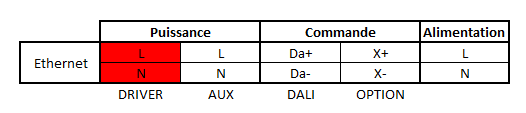 Puissance Commande Alimentation
Ethernet
L L Da+ X+ L
N N Da- X- N
DRIVER AUX DALI OPTION